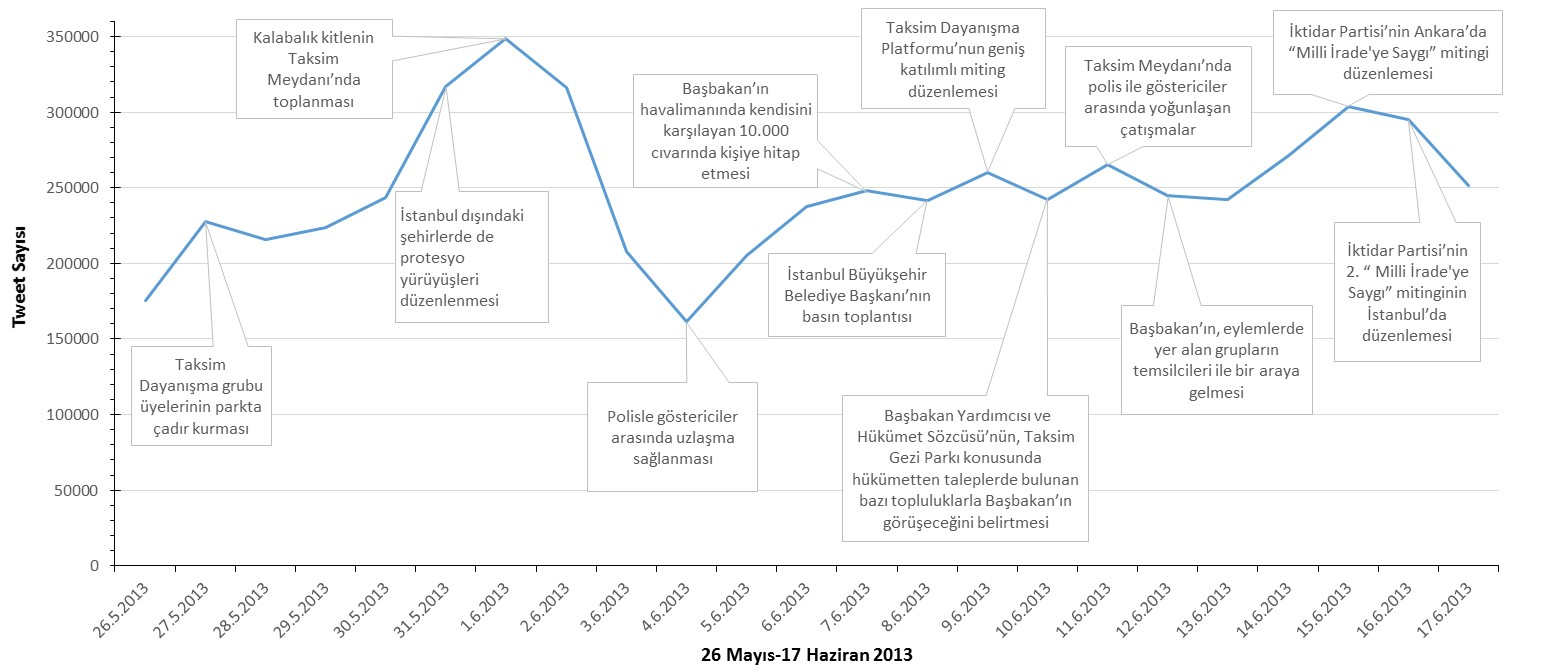 Tweet Sayısı
350000
300000
250000
200000
150000
100000
50000
0
Kalabalık kitlenin
Taksim
Meydanı’nda
toplanması
Taksim Dayanışma
Platformu’nun geniş
katılımlı miting
düzenlemesi
İktidar Partisi’nin Ankara’da
“Milli İrade'ye Saygı” mitingi
düzenlemesi
Taksim Meydanı’nda
polis ile göstericiler
arasında yoğunlaşan
çatışmalar
Başbakan’ın
havalimanında kendisini
karşılayan 10.000
cıvarında kişiye hitap
etmesi
İstanbul dışındaki
şehirlerde de
protesyo
yürüyüşleri
düzenlenmesi
İstanbul Büyükşehir
Belediye Başkanı’nın
basın toplantısı
İktidar Partisi’nin
2. “ Milli İrade'ye
Saygı” mitinginin
İstanbul’da
düzenlemesi
Başbakan’ın, eylemlerde
yer alan grupların
temsilcileri ile bir araya
gelmesi
Taksim
Dayanışma grubu
üyelerinin parkta
çadır kurması
Polisle göstericiler
arasında uzlaşma
sağlanması
Başbakan Yardımcısı ve
Hükümet Sözcüsü’nün, Taksim
Gezi Parkı konusunda
hükümetten taleplerde bulunan
bazı topluluklarla Başbakan’ın
görüşeceğini belirtmesi
26.5.2013
27.5.2013
28.5.2013
29.5.2013
30.5.2013
31.5.2013
1.6.2013
2.6.2013
3.6.2013
4.6.2013
5.6.2013
6.6.2013
7.6.2013
8.6.2013
9.6.2013
10.6.2013
11.6.2013
12.6.2013
13.6.2013
14.6.2013
15.6.2013
16.6.2013
17.6.2013
26 Mayıs-17 Haziran 2013